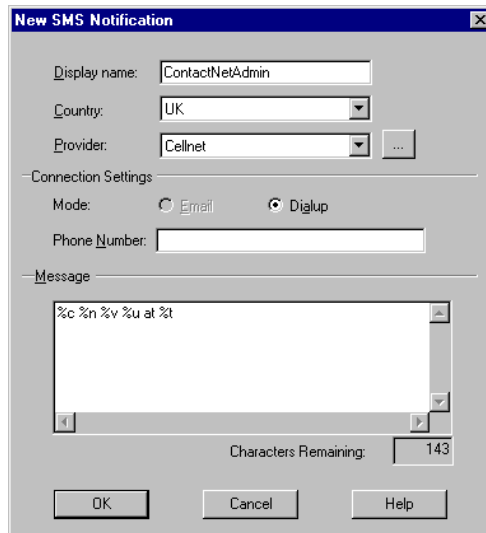 New SMS Notification
Display name: ContactNetAdmin
Country: UK
Provider: Cellnet ...
Connection Settings
Mode: Email Dialup
Phone Number:
Message
%c %n %v %u at %t
Characters Remaining: 143
OK Cancel Help